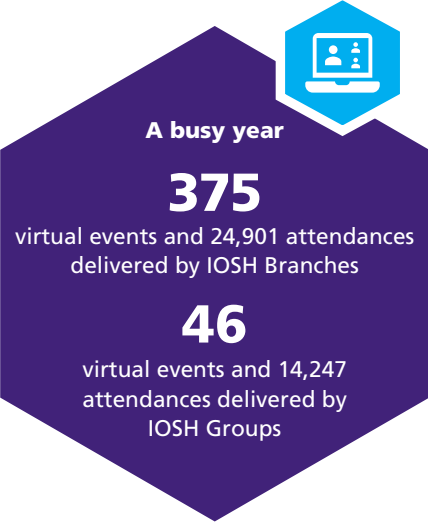 A busy year
375
virtual events and 24,901 attendances
delivered by IOSH Branches
46
virtual events and 14,247
attendances delivered by
IOSH Groups